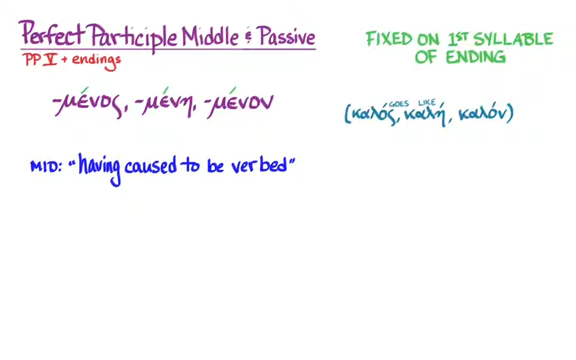 Perfect Participle Middle & Passive
PP V + endings
FIXED ON 1ST SYLLABLE
OF ENDING
-μένος, -μένη, -μένον
GOES LIKE
(καλός, καλή, καλόν)
MID: "having caused to be verbed"